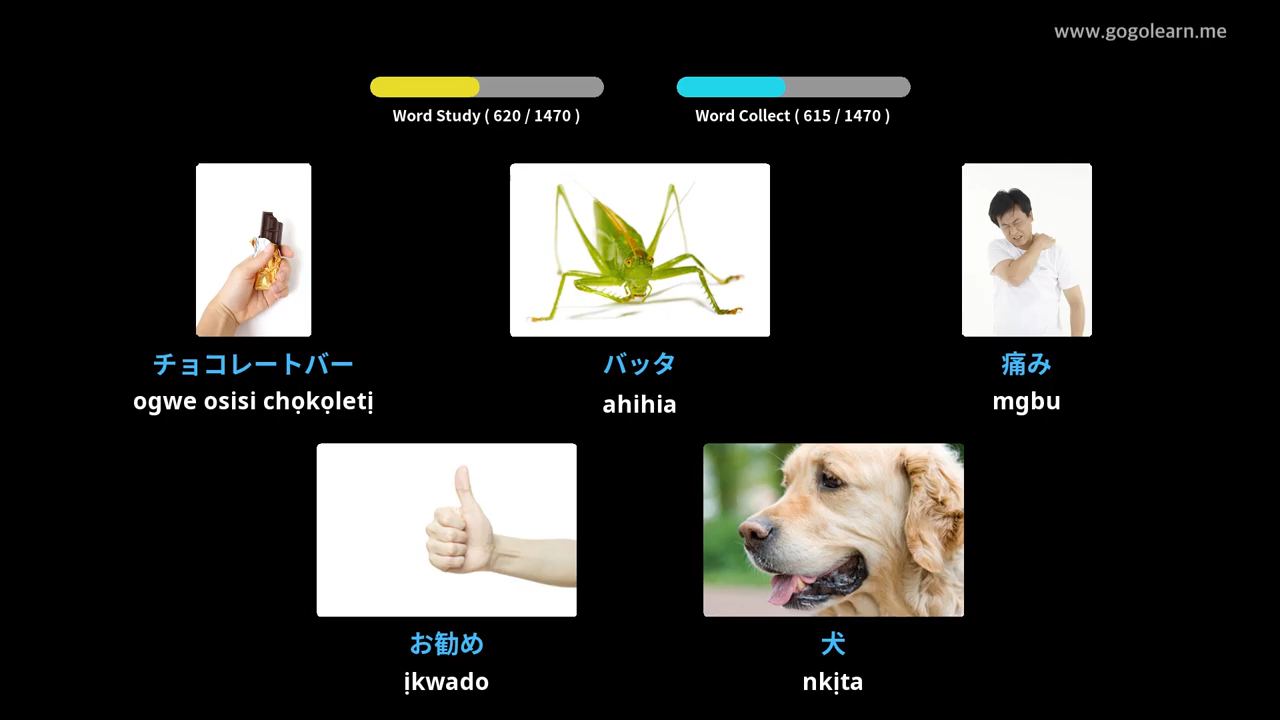 www.gogolearn.me
Word Study ( 620 / 1470 )
Word Collect ( 615 / 1470 )
チョコレートバー
ogwe osisi chọkọletị
バッタ
ahihia
痛み
mgbu
お勧め
ịkwado
犬
nkịta